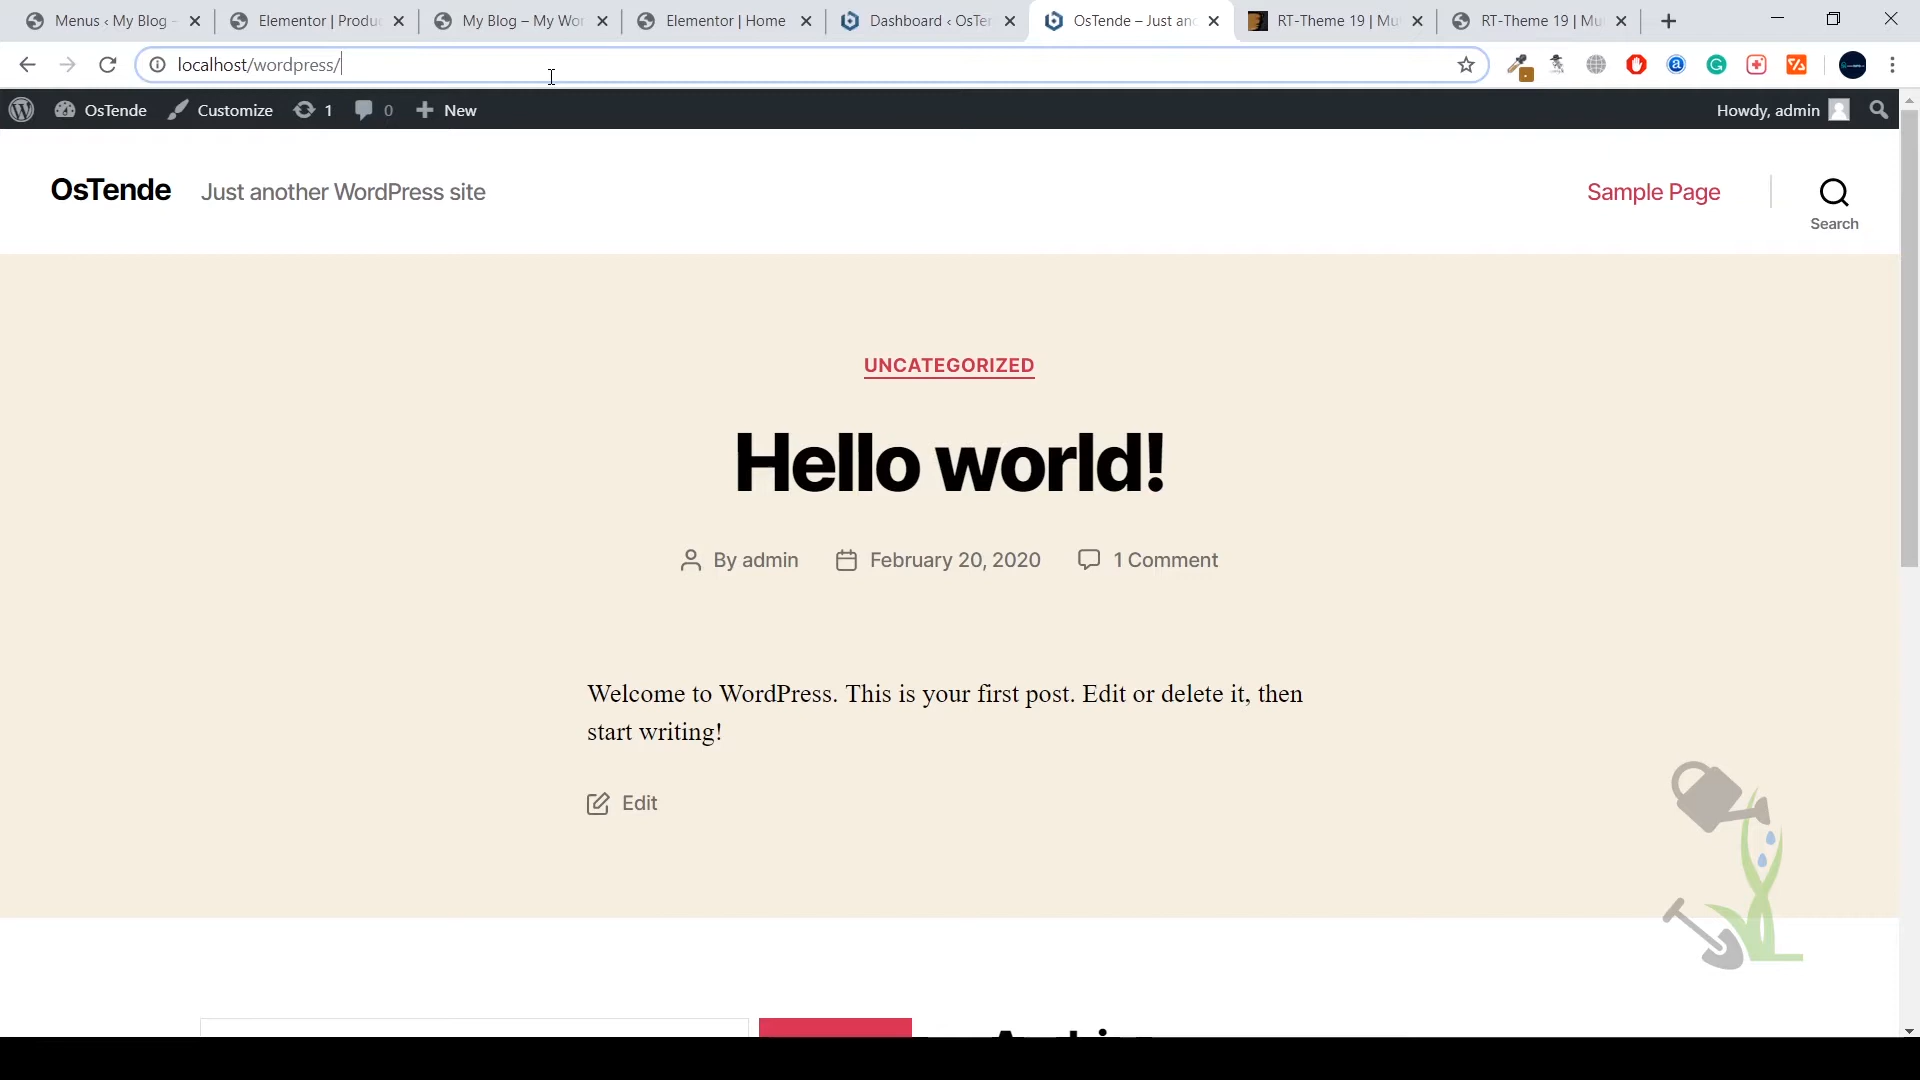 Menus ‹ My Blog -
Elementor | Produ
My Blog – My Wor
Elementor | Home
Dashboard ‹ OsTen
OsTende – Just an
RT-Theme 19 | Mu
RT-Theme 19 | Mu
localhost/wordpress/
OsTende
Customize
1
0
New
Howdy, admin
OsTende
Just another WordPress site
Sample Page
Search
UNCATEGORIZED
Hello world!
By admin
February 20, 2020
1 Comment
Welcome to WordPress. This is your first post. Edit or delete it, then
start writing!
Edit